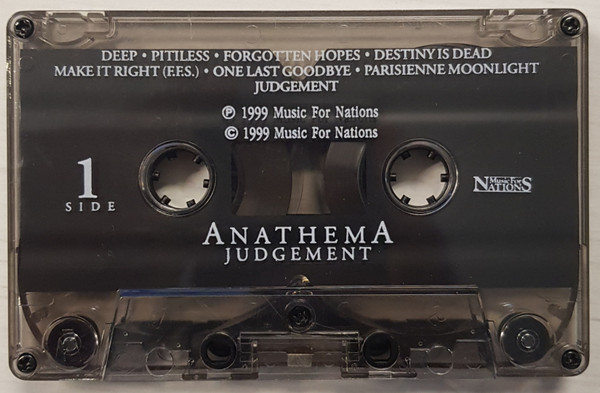 DEEP • PITILESS • FORGOTTEN HOPES • DESTINY IS DEAD
MAKE IT RIGHT (F.F.S.) • ONE LAST GOODBYE • PARISIENNE MOONLIGHT
JUDGEMENT
℗ 1999 Music For Nations
© 1999 Music For Nations
1
SIDE
Music For
NATIONS
ANATHEMA
JUDGEMENT